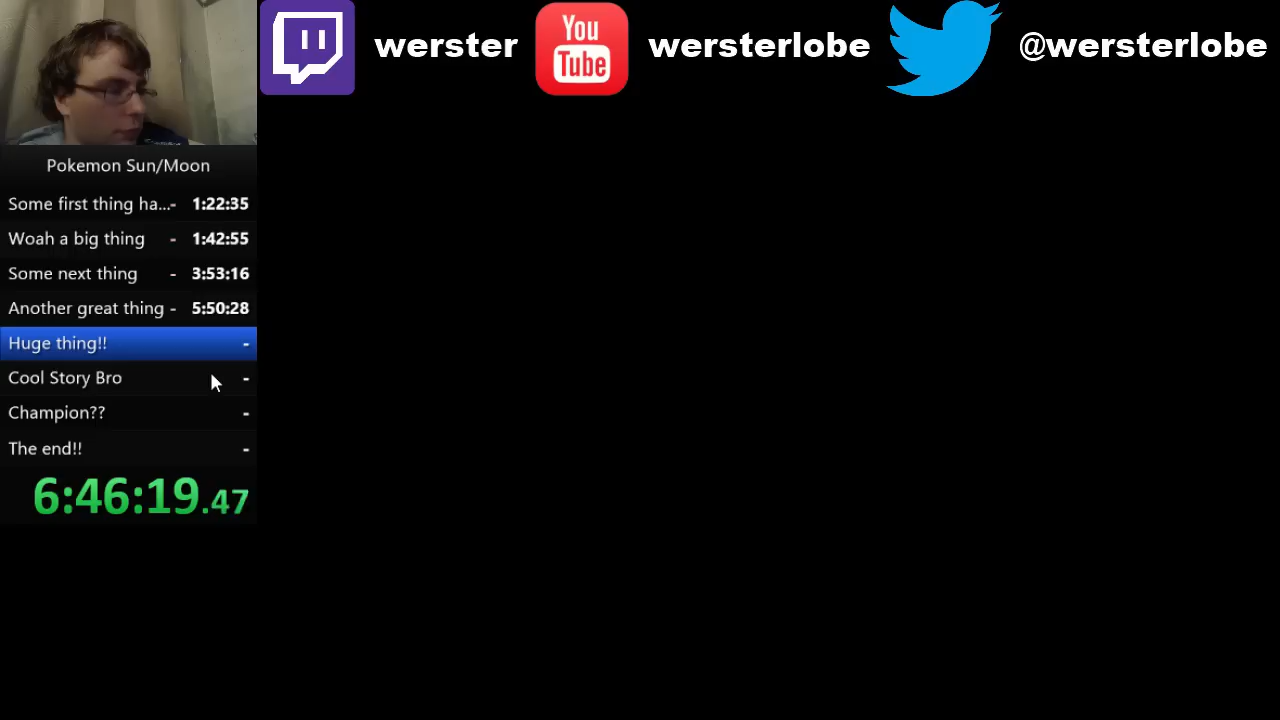 werster
You
Tube
wersterlobe
@wersterlobe
Pokemon Sun/Moon
Some first thing ha...- 1:22:35
Woah a big thing - 1:42:55
Some next thing - 3:53:16
Another great thing - 5:50:28
Huge thing!! -
Cool Story Bro -
Champion?? -
The end!! -
6:46:19.47